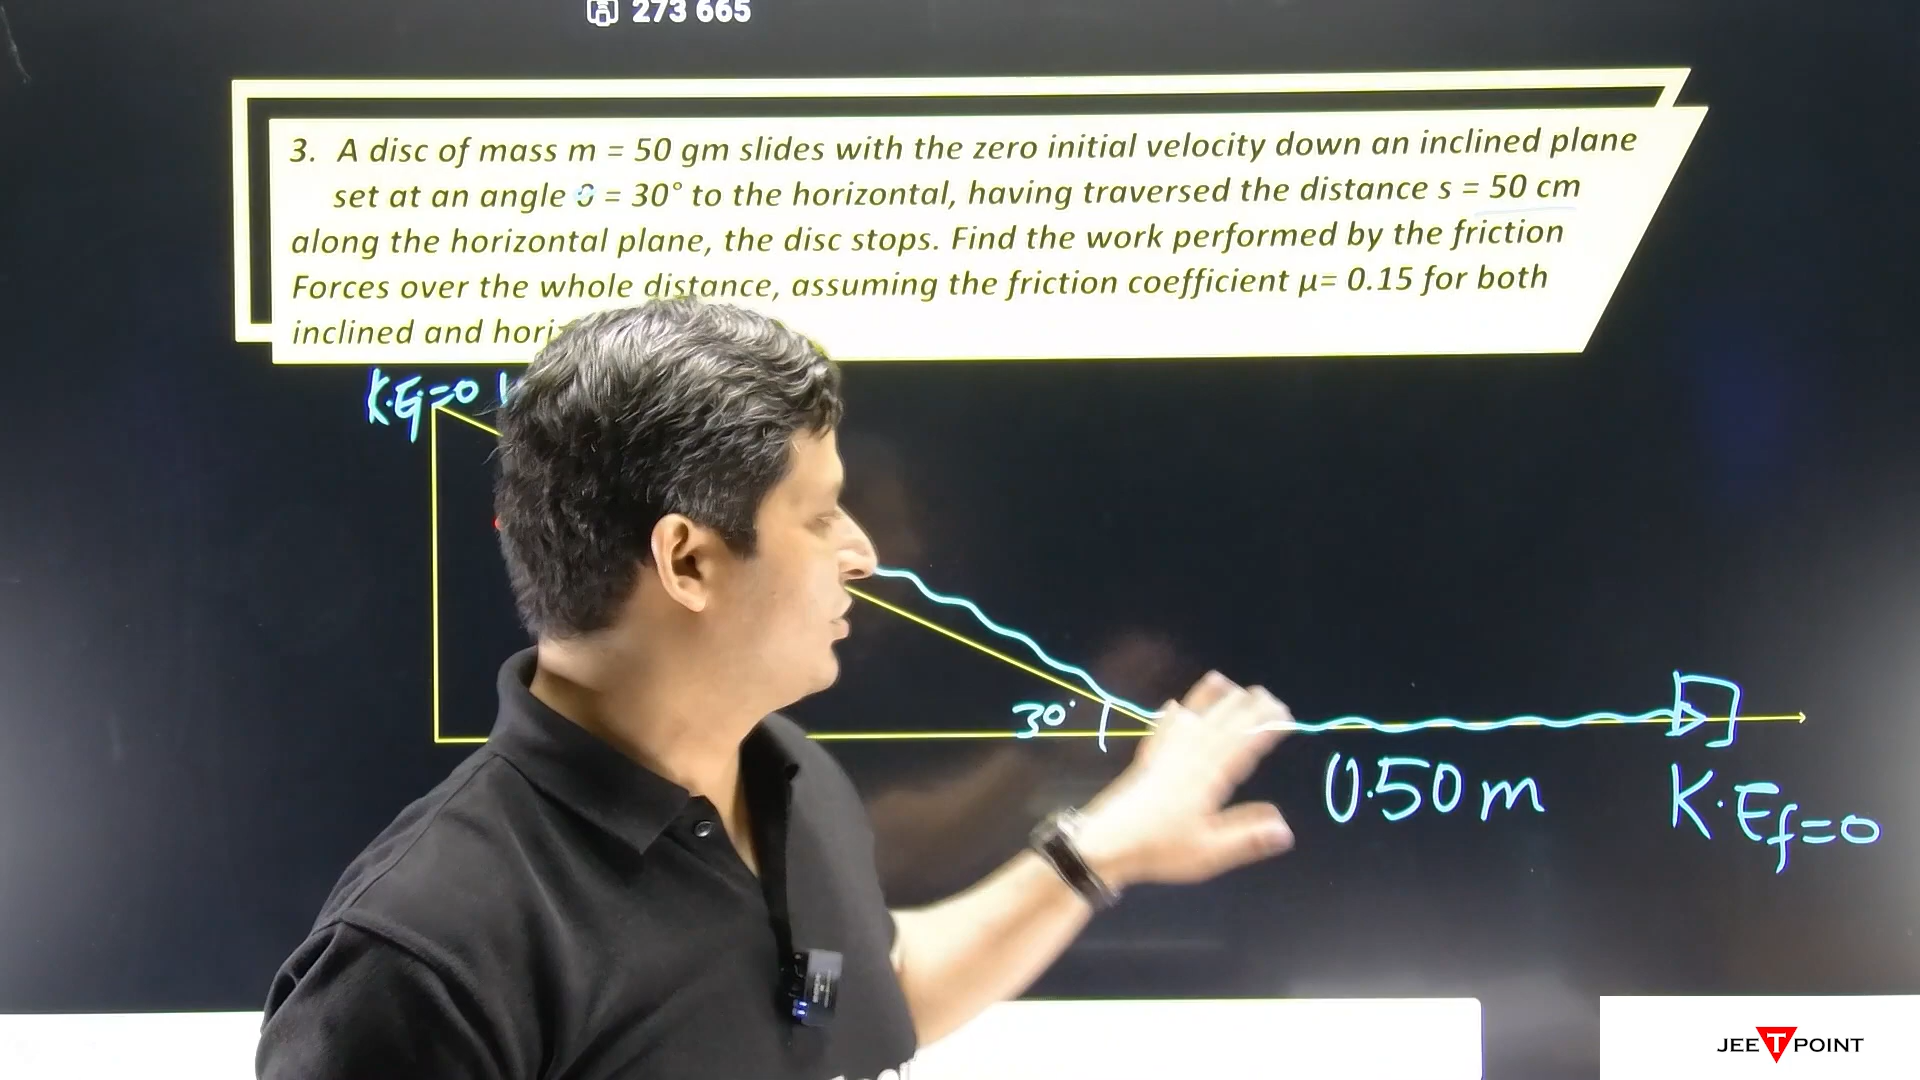 273 665
3. A disc of mass m = 50 gm slides with the zero initial velocity down an inclined plane
set at an angle θ = 30° to the horizontal, having traversed the distance s = 50 cm
along the horizontal plane, the disc stops. Find the work performed by the friction
Forces over the whole distance, assuming the friction coefficient μ= 0.15 for both
inclined and hori
K.Ei=0
30°
0.50 m
K.Ef=0
JEE T POINT